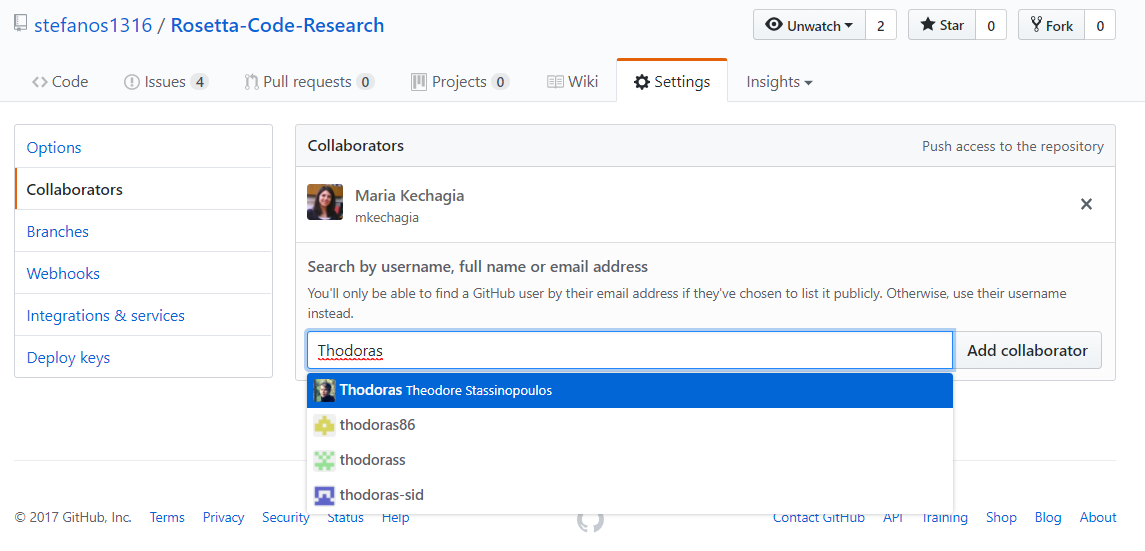 stefanos1316 / Rosetta-Code-Research
Unwatch 2 Star 0 Fork 0
Code Issues 4 Pull requests 0 Projects 0 Wiki Settings Insights
Options
Collaborators
Branches
Webhooks
Integrations & services
Deploy keys
Collaborators Push access to the repository
Maria Kechagia
mkechagia
Search by username, full name or email address
You'll only be able to find a GitHub user by their email address if they've chosen to list it publicly. Otherwise, use their username
instead.
Thodoras Add collaborator
Thodoras Theodore Stassinopoulos
thodoras86
thodorass
thodoras-sid
© 2017 GitHub, Inc. Terms Privacy Security Status Help Contact GitHub API Training Shop Blog About